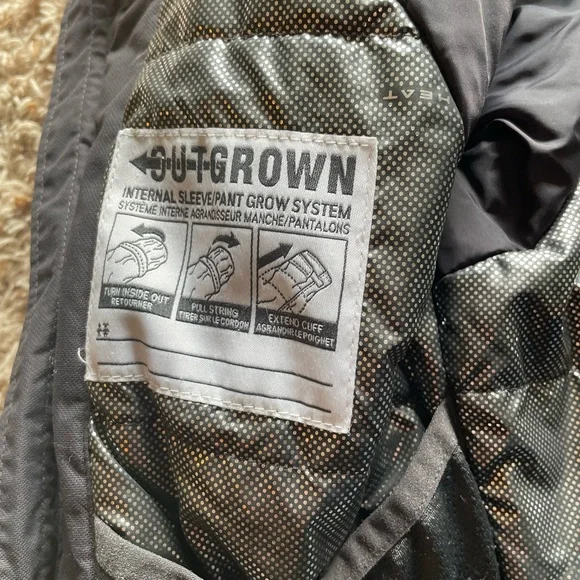 OUTGROWN
INTERNAL SLEEVE/PANT GROW SYSTEM
SYSTÈME INTERNE AGRANDISSEUR MANCHE/PANTALONS
TURN INSIDE OUT
RETOURNER
PULL STRING
TIRER SUR LE CORDON
EXTEND CUFF
AGRANDIR LE POIGNET